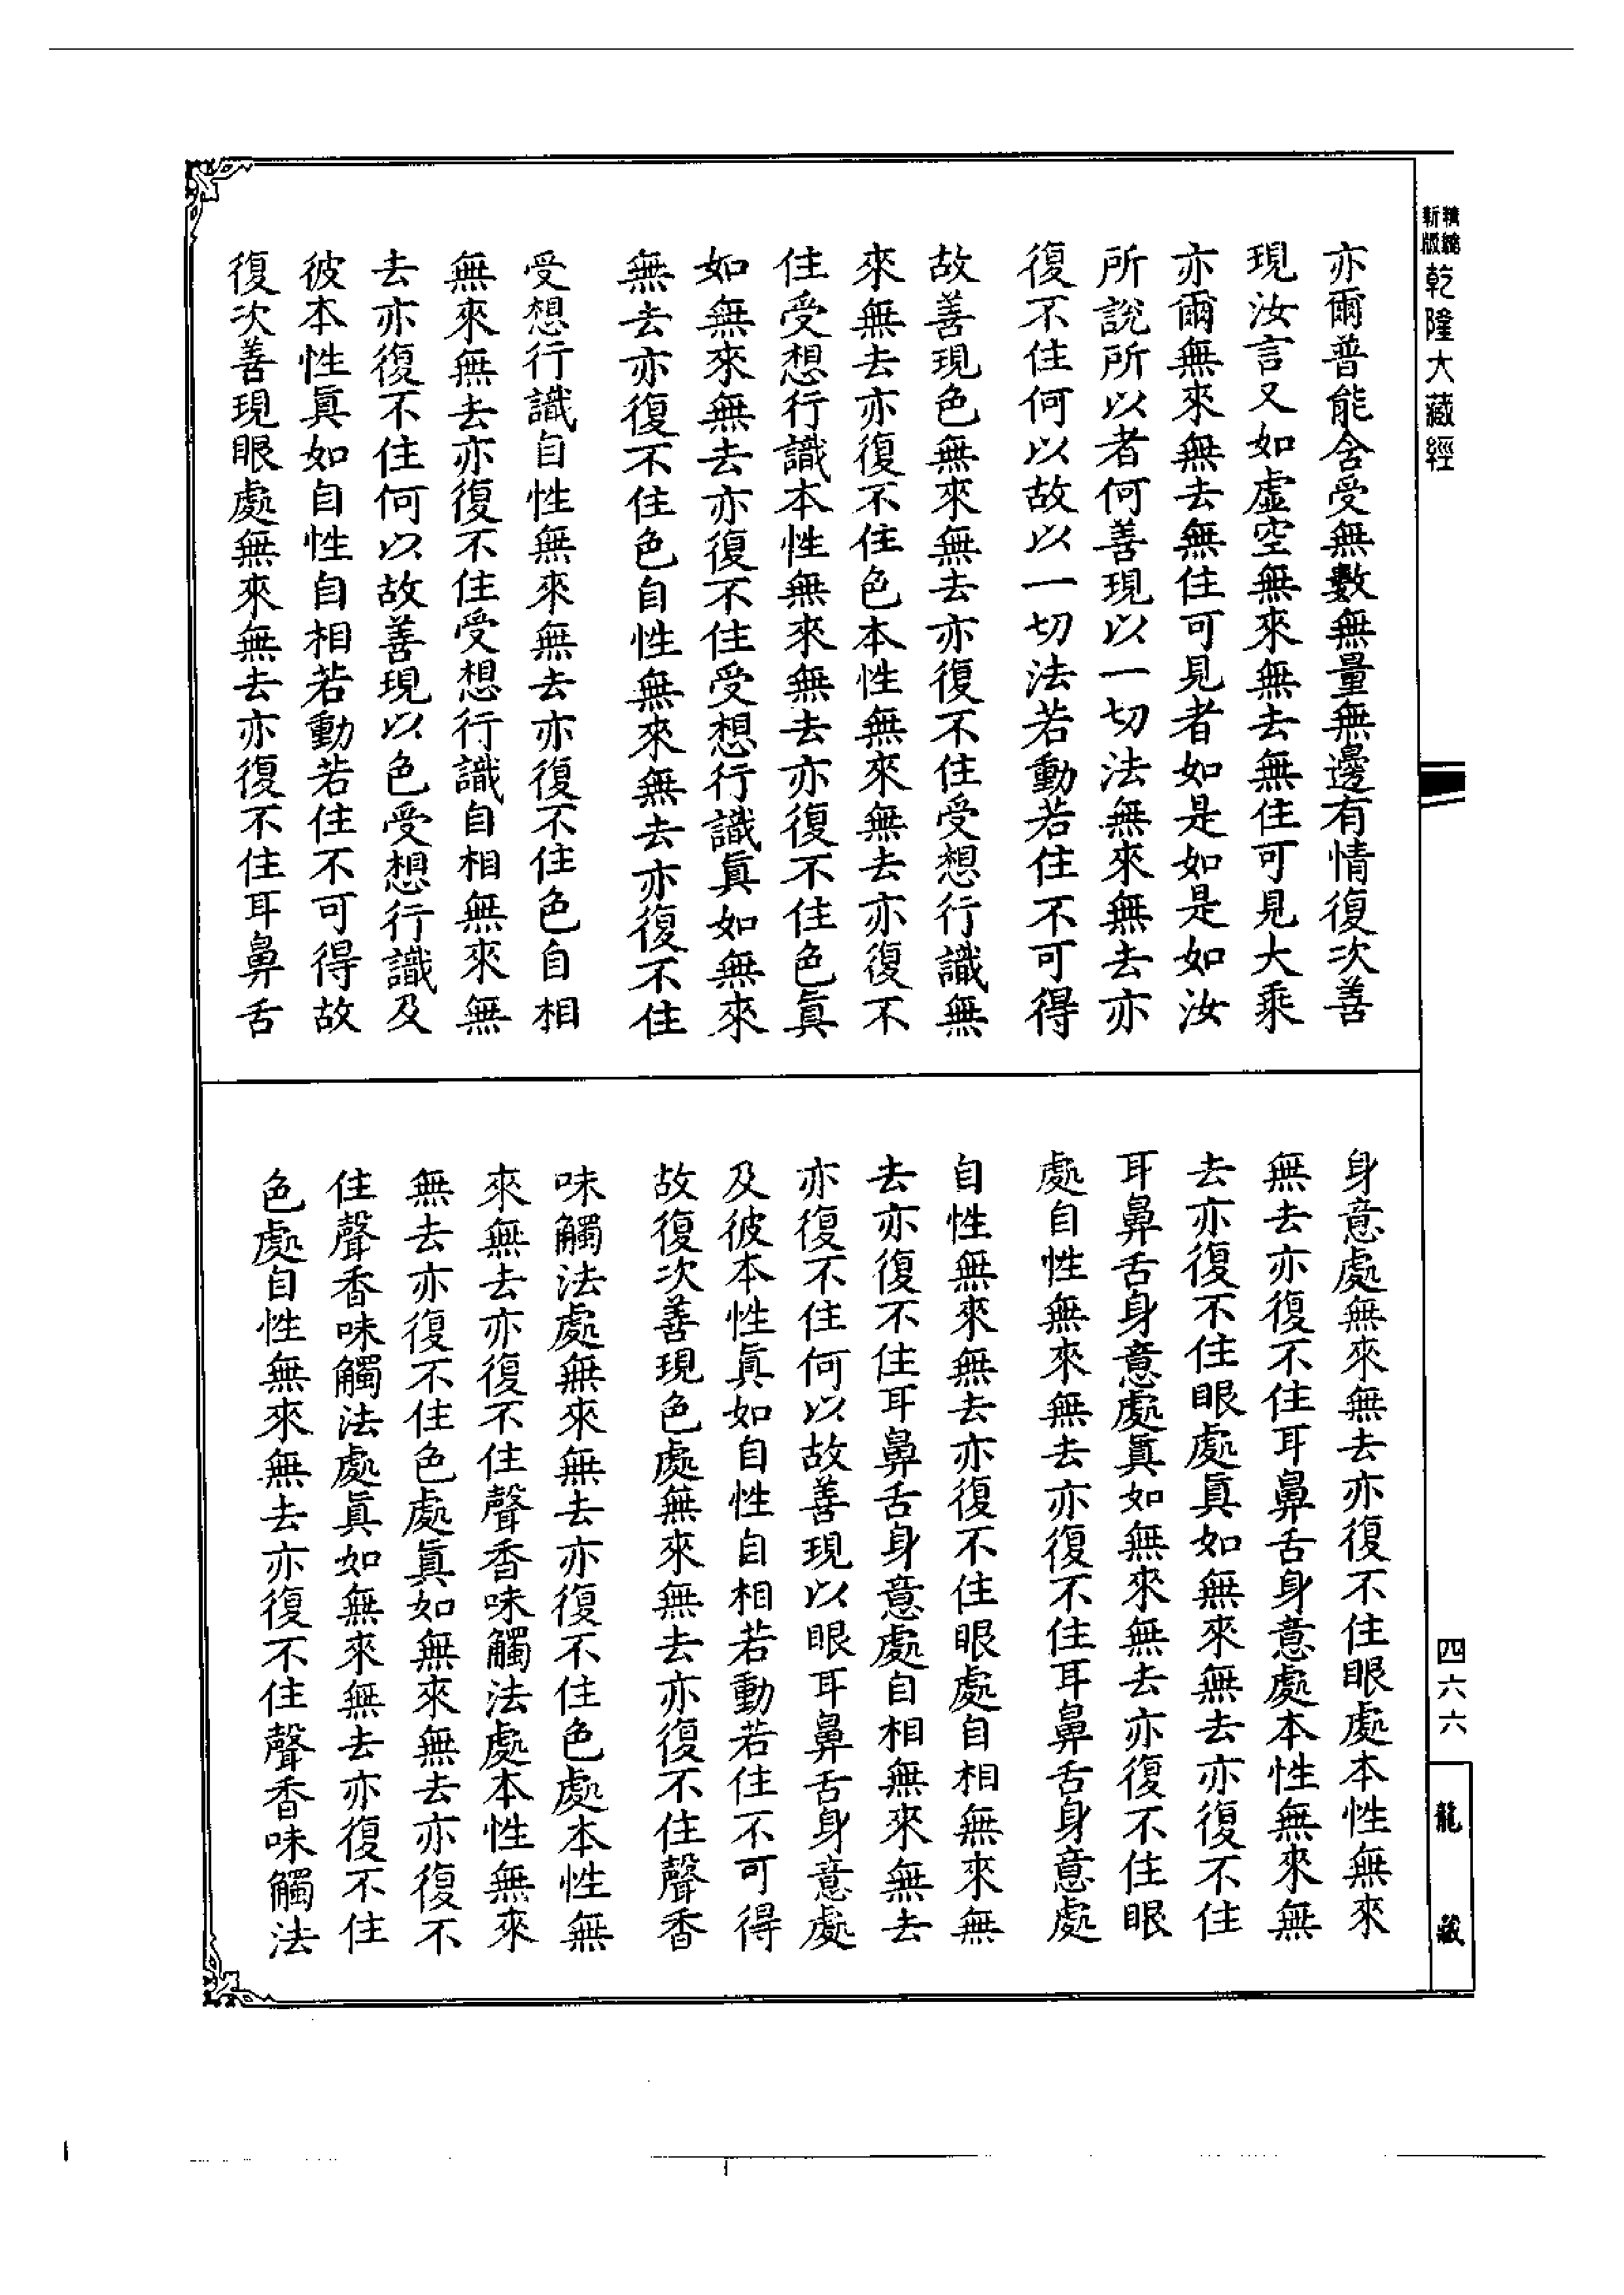 新版
精縮
乾隆大藏經
亦爾普能含受無數無量無邊有情復次善
現汝言又如虛空無來無去無住可見大乘
亦爾無來無去無住可見者如是如是如汝
所說所以者何善現以一切法無來無去亦
復不住何以故以一切法若動若住不可得
故善現色無來無去亦復不住受想行識無
來無去亦復不住色本性無來無去亦復不
住受想行識本性無來無去亦復不住色眞
如無來無去亦復不住受想行識眞如無來
無去亦復不住色自性無來無去亦復不住
受想行識自性無來無去亦復不住色自相
無來無去亦復不住受想行識自相無來無
去亦復不住何以故善現以色受想行識及
彼本性眞如自性自相若動若住不可得故
復次善現眼處無來無去亦復不住耳鼻舌
身意處無來無去亦復不住眼處本性無來
無去亦復不住耳鼻舌身意處本性無來無
去亦復不住眼處眞如無來無去亦復不住
耳鼻舌身意處眞如無來無去亦復不住眼
處自性無來無去亦復不住耳鼻舌身意處
自性無來無去亦復不住眼處自相無來無
去亦復不住耳鼻舌身意處自相無來無去
亦復不住何以故善現以眼耳鼻舌身意處
及彼本性眞如自性自相若動若住不可得
故復次善現色處無來無去亦復不住聲香
味觸法處無來無去亦復不住色處本性無
來無去亦復不住聲香味觸法處本性無來
無去亦復不住色處眞如無來無去亦復不
住聲香味觸法處眞如無來無去亦復不住
色處自性無來無去亦復不住聲香味觸法
四六六
龍藏